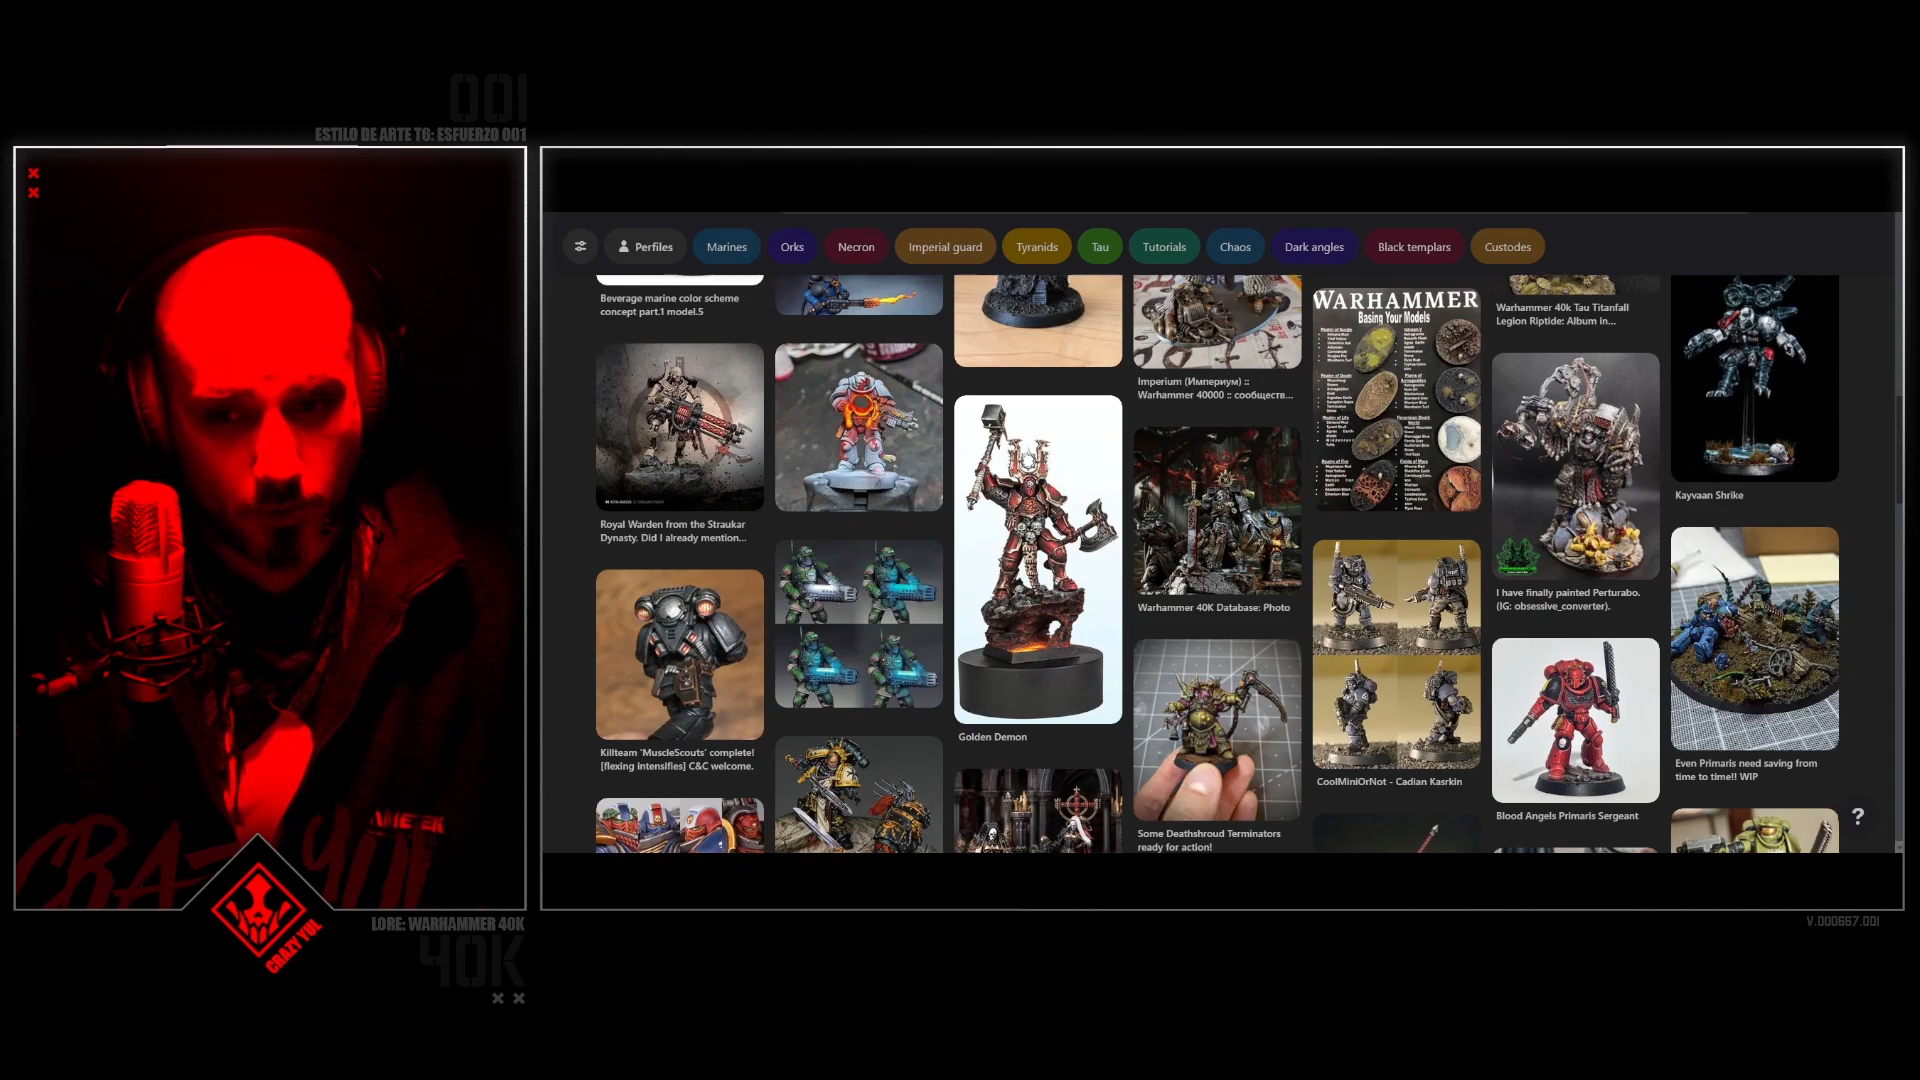 001
ESTILO DE ARTE T6: ESFUERZO 001
CRAZY YUL
CRAZY YUL
LORE: WARHAMMER 40K
40K
V.000667.001
Perfiles
Marines
Orks
Necron
Imperial guard
Tyranids
Tau
Tutorials
Chaos
Dark angles
Black templars
Custodes
Beverage marine color scheme
concept part.1 model.5
Royal Warden from the Straukar
Dynasty. Did I already mention...
Killteam 'MuscleScouts' complete!
[flexing intensifies] C&C welcome.
Golden Demon
Imperium (Империум) ::
Warhammer 40000 :: сообществ...
Warhammer 40K Database: Photo
Some Deathshroud Terminators
ready for action!
WARHAMMER
Basing Your Models
CoolMiniOrNot - Cadian Kasrkin
Warhammer 40k Tau Titanfall
Legion Riptide: Album in...
I have finally painted Perturabo.
(IG: obsessive_converter).
Blood Angels Primaris Sergeant
Kayvaan Shrike
Even Primaris need saving from
time to time!! WIP
?